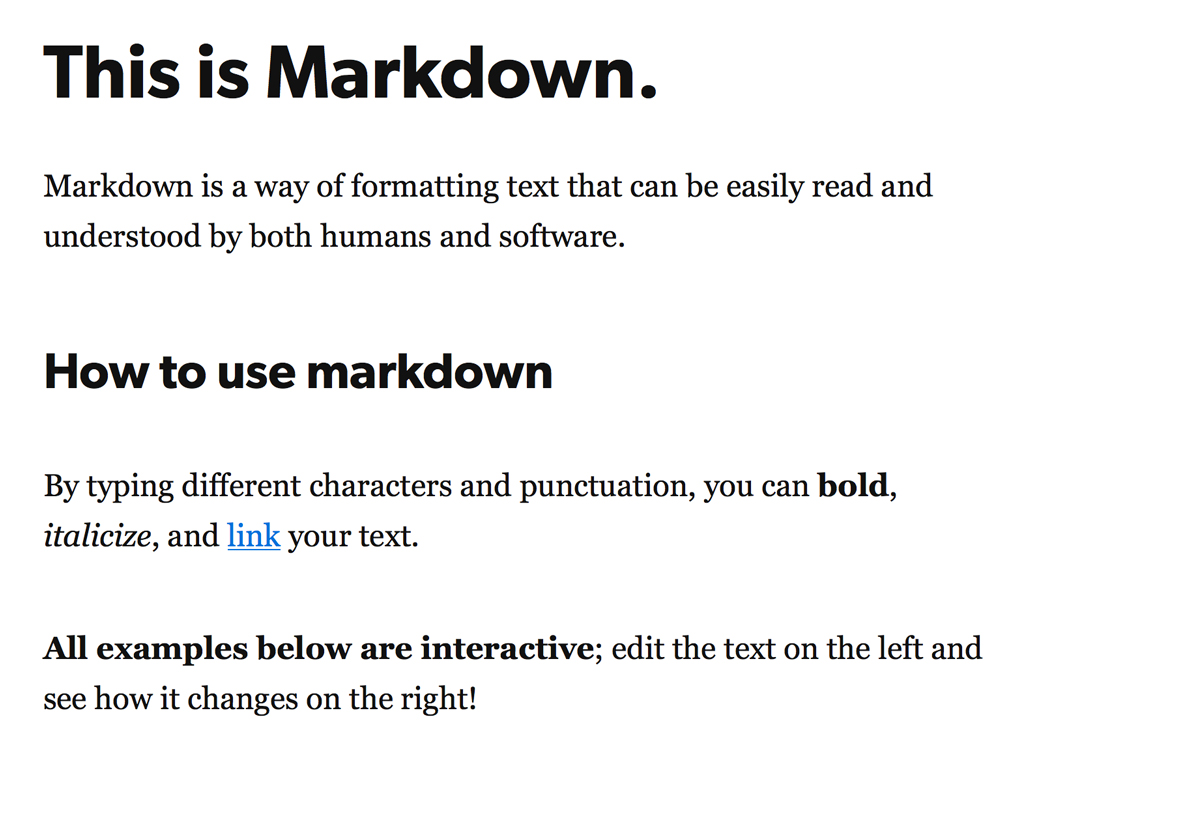 This is Markdown.
Markdown is a way of formatting text that can be easily read and
understood by both humans and software.
How to use markdown
By typing different characters and punctuation, you can bold,
italicize, and link your text.
All examples below are interactive; edit the text on the left and
see how it changes on the right!